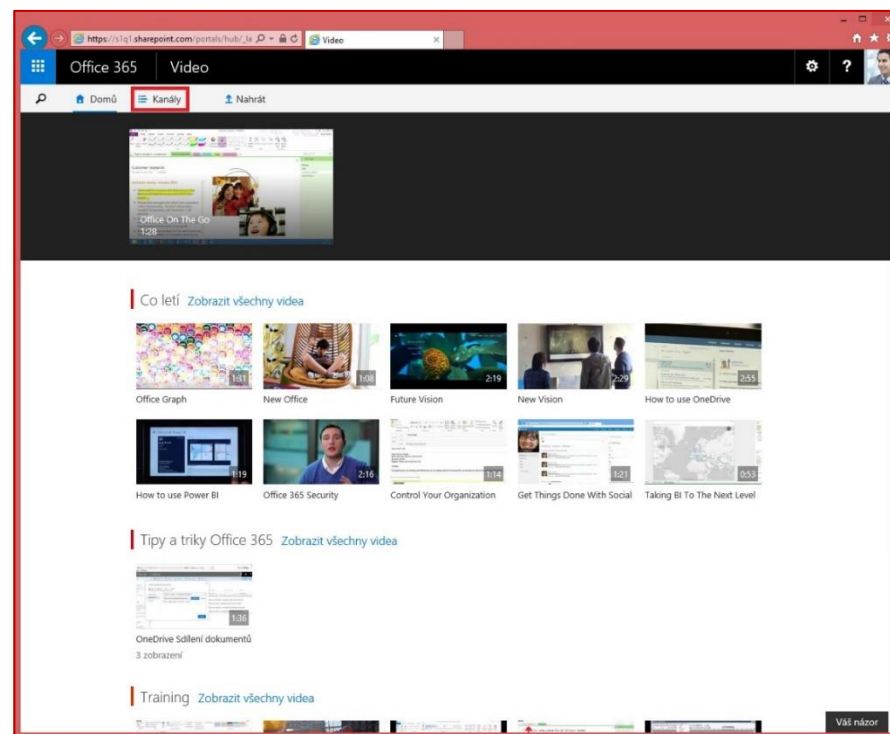 https://s1q1.sharepoint.com/portals/hub/_la
Video
Office 365 Video
Domů Kanály Nahrát
Customer research
Office On The Go
1:28
Co letí Zobrazit všechny videa
1:31 1:08 2:19 2:29 2:55
Office Graph New Office Future Vision New Vision How to use OneDrive
1:19 2:16 1:14 1:21 0:53
How to use Power BI Office 365 Security Control Your Organization Get Things Done With Social Taking BI To The Next Level
Tipy a triky Office 365 Zobrazit všechny videa
1:36
OneDrive Sdílení dokumentů
3 zobrazení
Training Zobrazit všechny videa
Váš názor